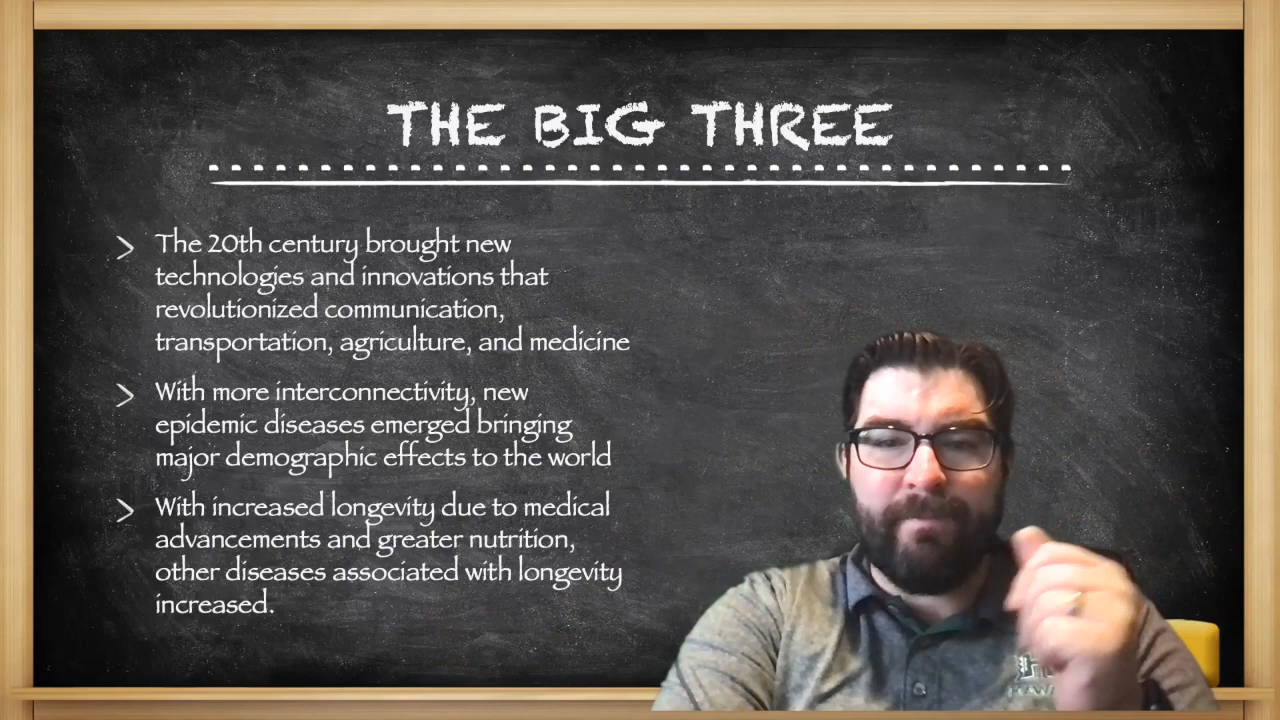 THE BIG THREE
The 20th century brought new
technologies and innovations that
revolutionized communication,
transportation, agriculture, and medicine
With more interconnectivity, new
epidemic diseases emerged bringing
major demographic effects to the world
With increased longevity due to medical
advancements and greater nutrition,
other diseases associated with longevity
increased.